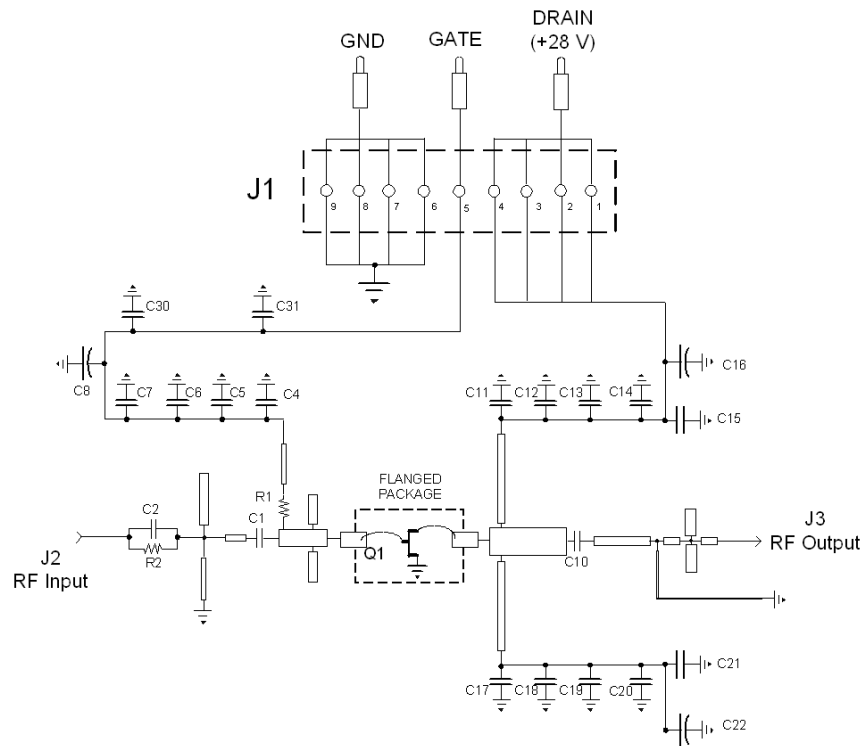 GND
GATE
DRAIN
(+28 V)
J1
9
8
7
6
5
4
3
2
1
C30
C31
C8
C16
C7
C6
C5
C4
C11
C12
C13
C14
C15
R1
FLANGED
PACKAGE
C2
C1
R2
J2
RF Input
Q1
C10
J3
RF Output
C17
C18
C19
C20
C21
C22